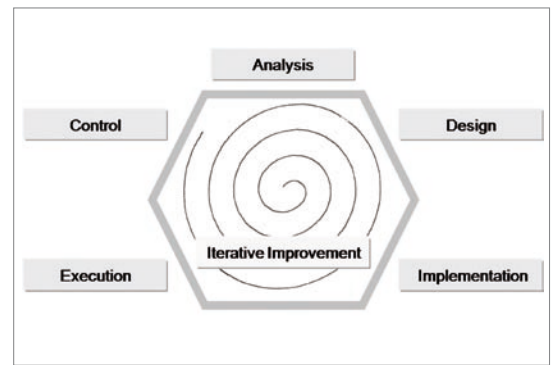 Analysis
Control
Design
Iterative Improvement
Execution
Implementation